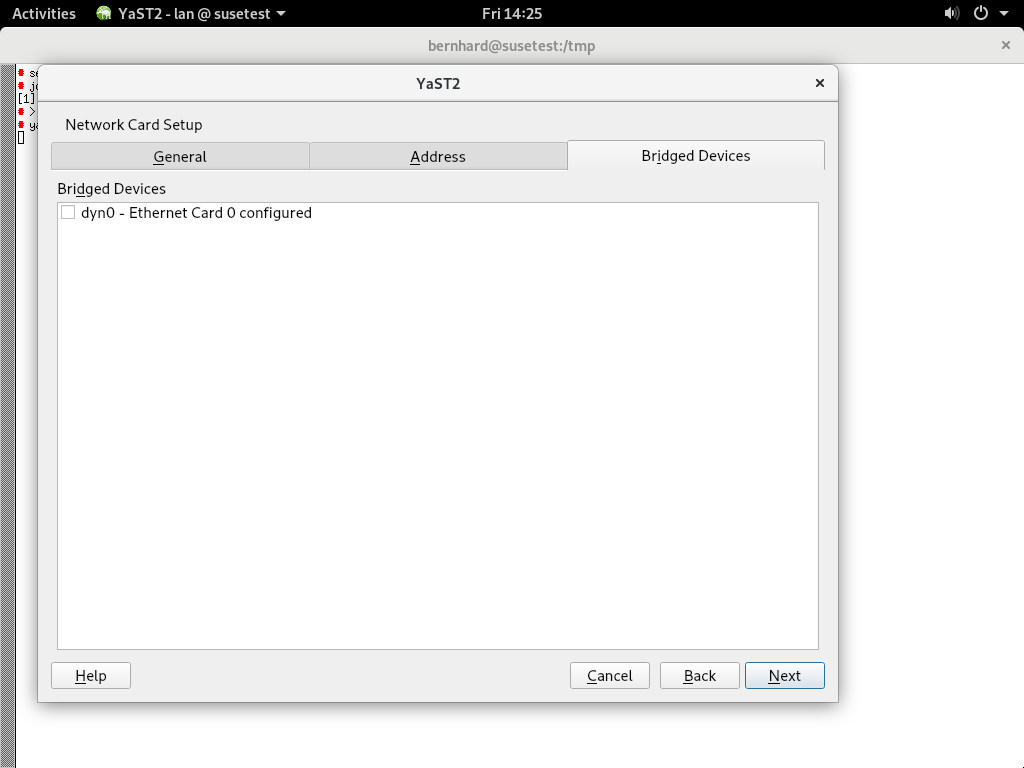 Activities YaST2 - lan @ susetest Fri 14:25
bernhard@susetest:/tmp
YaST2
[1]
>
Network Card Setup
General Address Bridged Devices
Bridged Devices
dyn0 - Ethernet Card 0 configured
Help Cancel Back Next